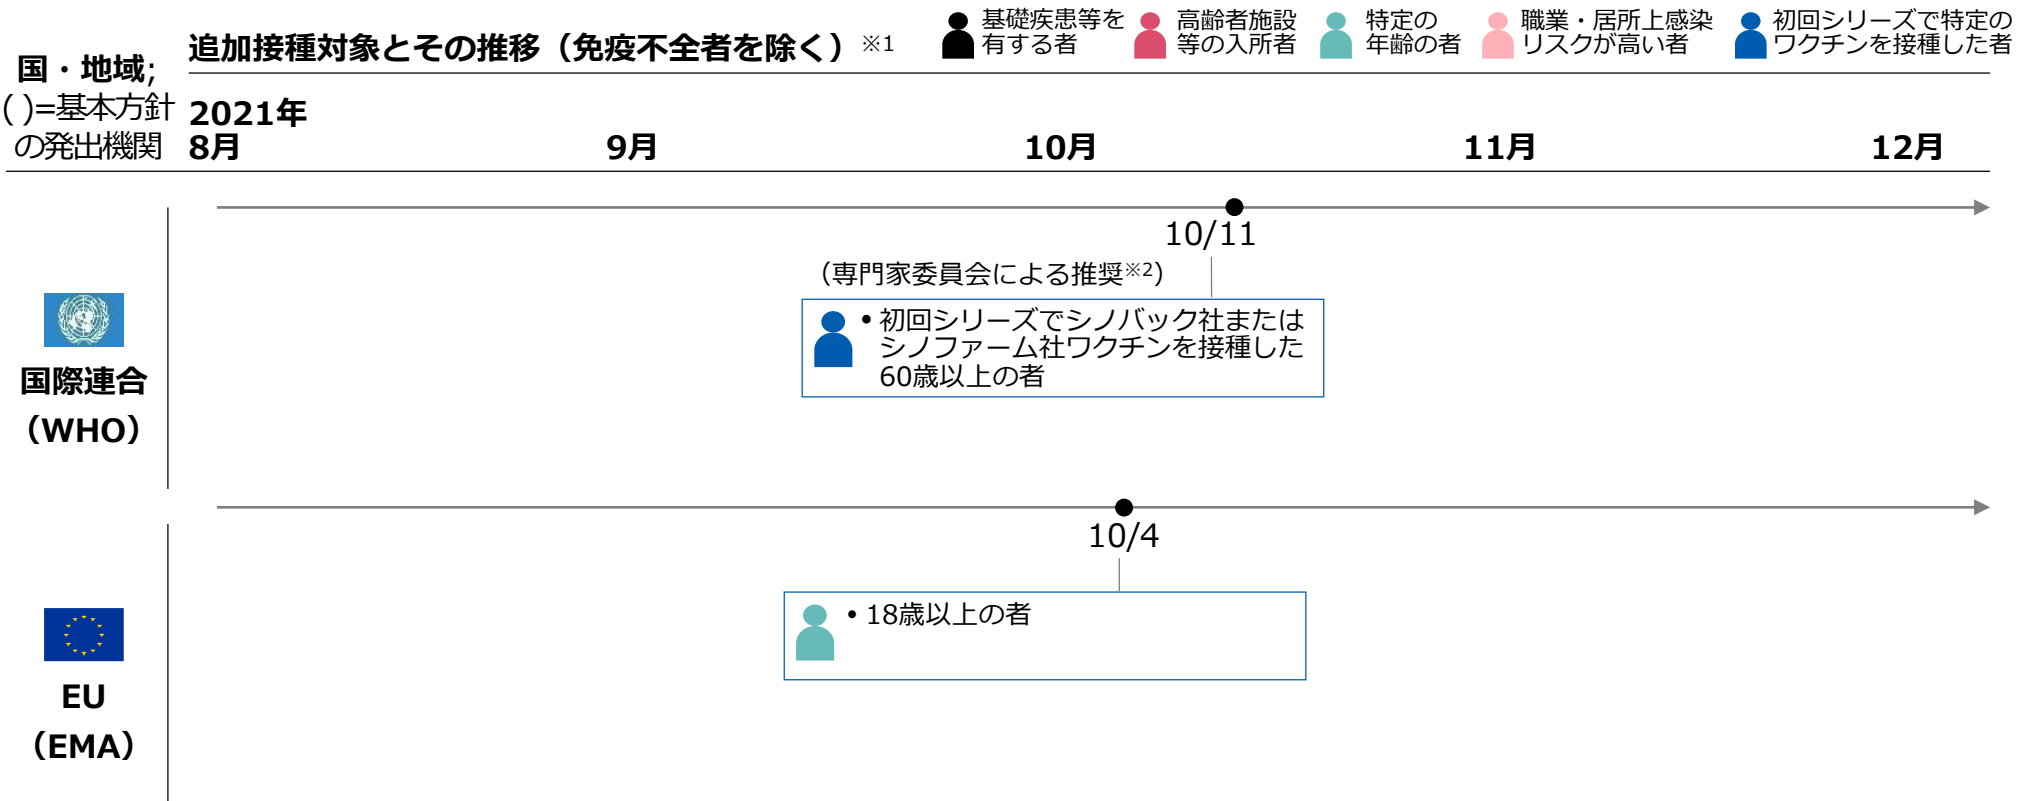 基礎疾患等を
有する者
高齢者施設
等の入所者
特定の
年齢の者
職業・居所上感染
リスクが高い者
初回シリーズで特定の
ワクチンを接種した者
追加接種対象とその推移（免疫不全者を除く）※1
国・地域;
( )=基本方針
の発出機関
2021年
8月
9月
10月
11月
12月
10/11
（専門家委員会による推奨※2）
• 初回シリーズでシノバック社または
シノファーム社ワクチンを接種した
60歳以上の者
国際連合
（WHO）
10/4
• 18歳以上の者
EU
（EMA）